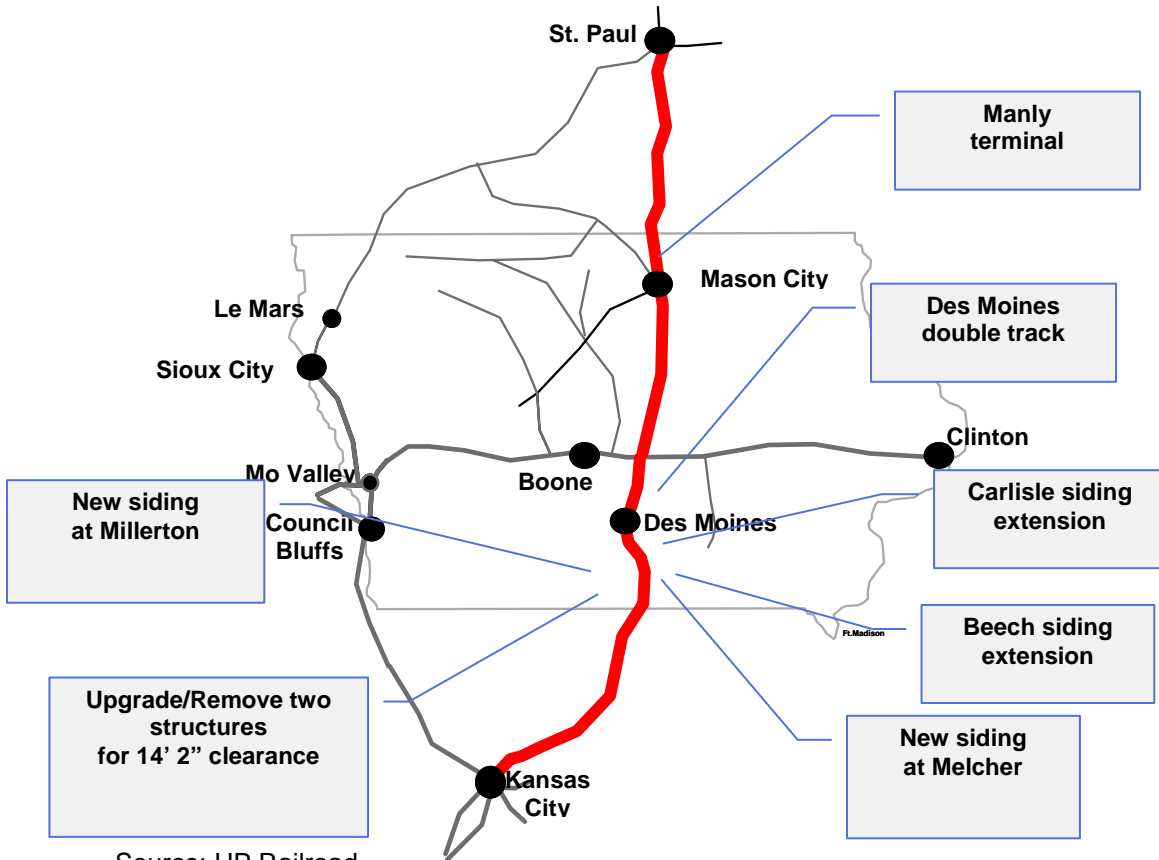 St. Paul
Manly
terminal
Mason City
Le Mars
Des Moines
double track
Sioux City
Clinton
Mo Valley
Boone
New siding
at Millerton
Carlisle siding
extension
Council
Bluffs
Des Moines
Beech siding
extension
Ft.Madison
Upgrade/Remove two
structures
for 14’ 2” clearance
New siding
at Melcher
Kansas
City
Source: UP Railroad